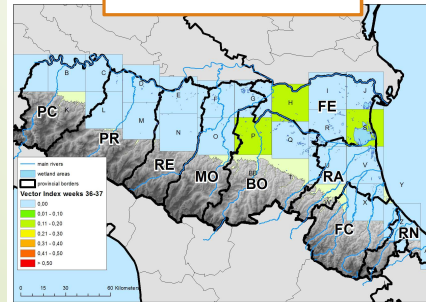 B
C
D
E
F
G
H
I
J
K
L
M
N
O
P
Q
R
S
V
Y
X
PC
PR
RE
MO
BO
BB
FE
RA
FC
RN
main rivers
wetland areas
provincial borders
Vector Index weeks 36-37
0,00
0,01 - 0,10
0,11 - 0,20
0,21 - 0,30
0,31 - 0,40
0,41 - 0,50
> 0,50
0 15 30 60 Kilometers